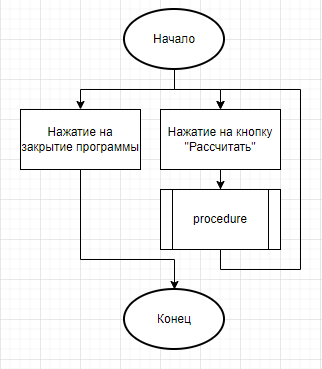 Начало
Нажатие на
закрытие программы
Нажатие на кнопку
"Рассчитать"
procedure
Конец